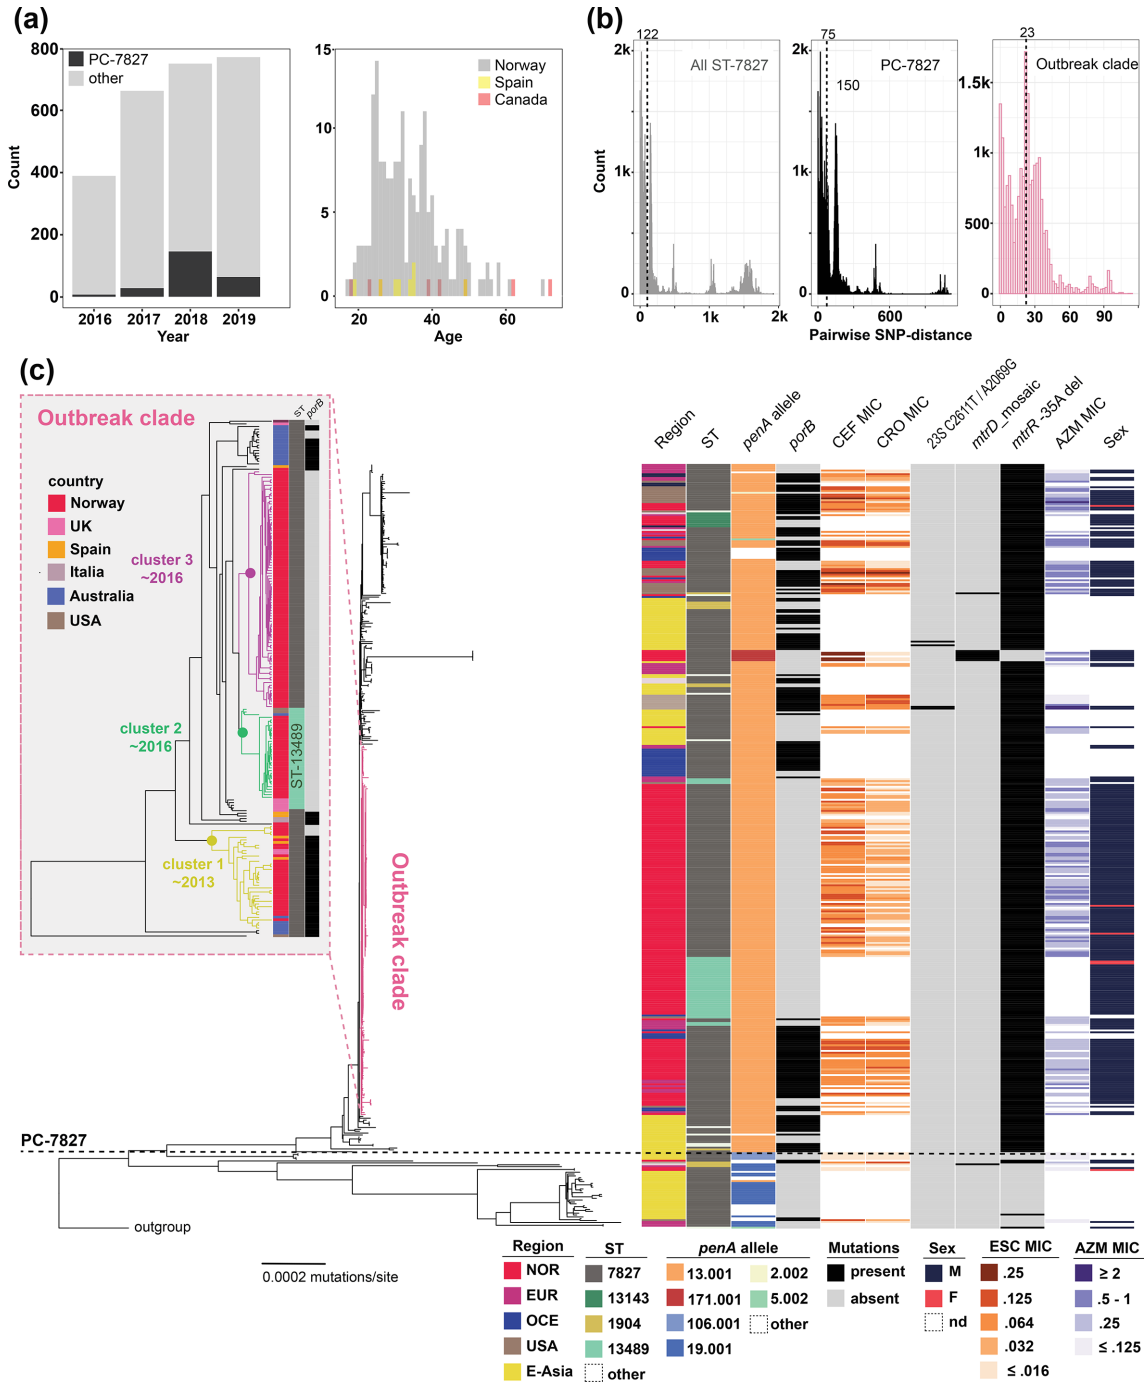 (a)
800
600
400
200
0
Count
PC-7827
other
2016 2017 2018 2019
Year
15
10
5
0
Norway
Spain
Canada
20 40 60
Age
(b)
122
2k
1k
0
Count
All ST-7827
0 1k 2k
75
2k
1k
0
PC-7827
150
0 600
Pairwise SNP-distance
23
1.5k
1k
500
0
Outbreak clade
0 30 60 90
(c)
Outbreak clade
ST
porB
country
Norway
UK
Spain
Italia
Australia
USA
cluster 3
~2016
cluster 2
~2016
ST-13489
cluster 1
~2013
Outbreak clade
PC-7827
outgroup
0.0002 mutations/site
Region
ST
penA allele
porB
CEF MIC
CRO MIC
23S C2611T / A2069G
mtrD_mosaic
mtrR -35A del
AZM MIC
Sex
Region
NOR
EUR
OCE
USA
E-Asia
ST
7827
13143
1904
13489
other
penA allele
13.001
171.001
106.001
19.001
2.002
5.002
other
Mutations
present
absent
Sex
M
F
nd
ESC MIC
.25
.125
.064
.032
≤ .016
AZM MIC
≥ 2
.5 - 1
.25
≤ .125